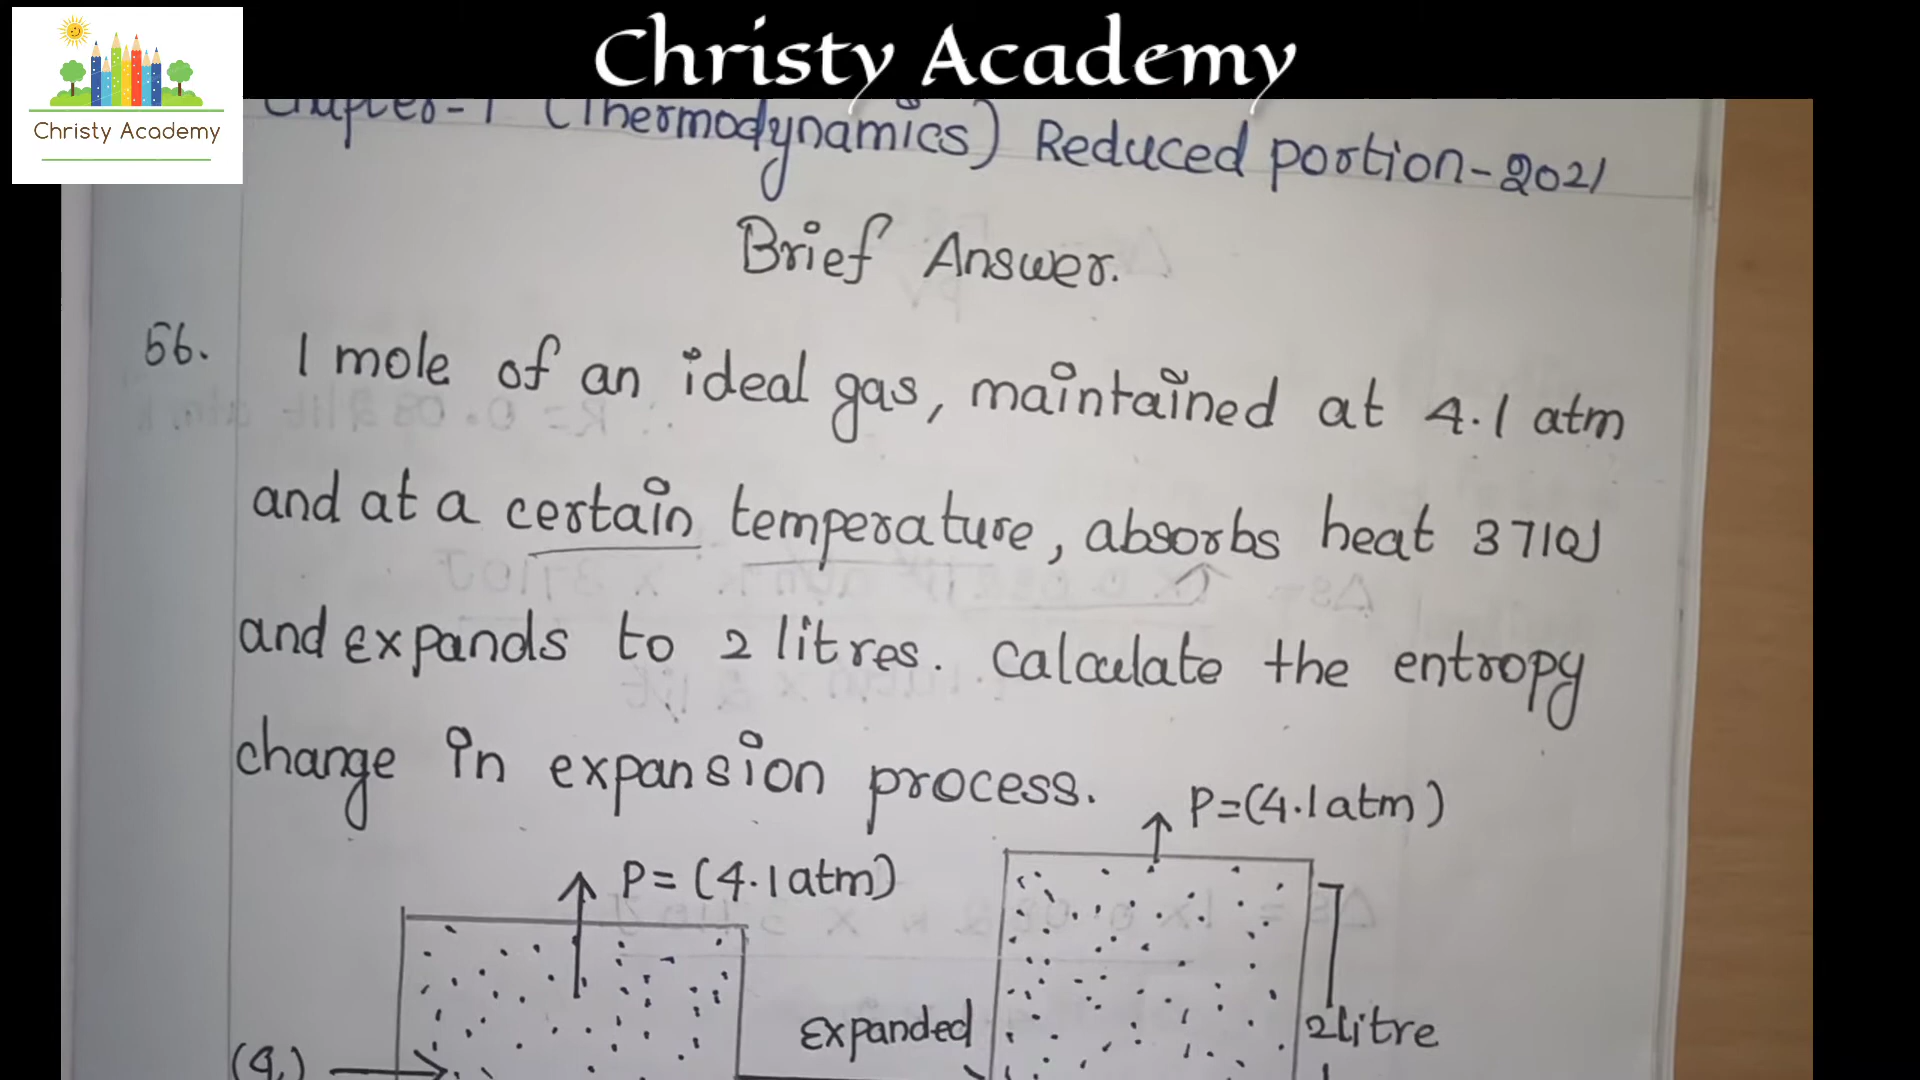 Christy Academy
Christy Academy
Chapter-1 (Thermodynamics) Reduced portion-2021
Brief Answer.
56. 1 mole of an ideal gas, maintained at 4.1 atm
and at a certain temperature, absorbs heat 3710J
and expands to 2 litres. Calculate the entropy
change in expansion process.
P=(4.1atm)
P=(4.1atm)
Expanded
2litre
(q)